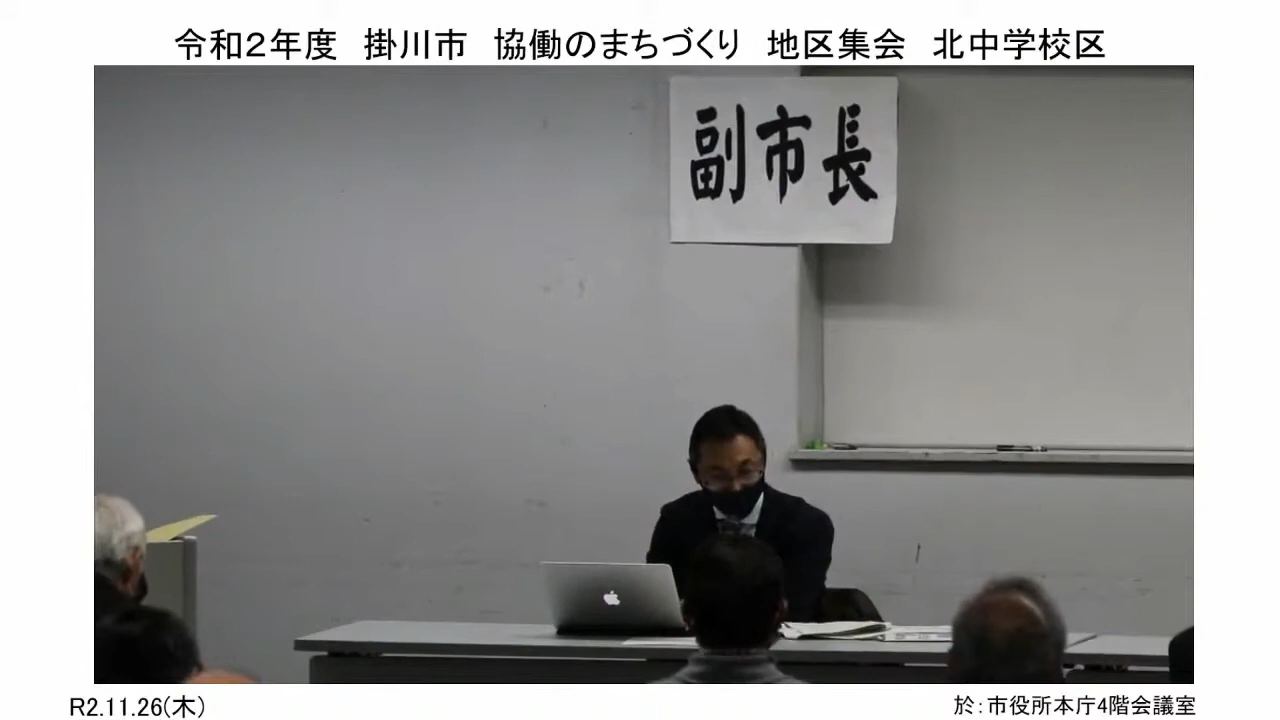 令和２年度　掛川市　協働のまちづくり　地区集会　北中学校区
副市長
R2.11.26(木)
於：市役所本庁4階会議室